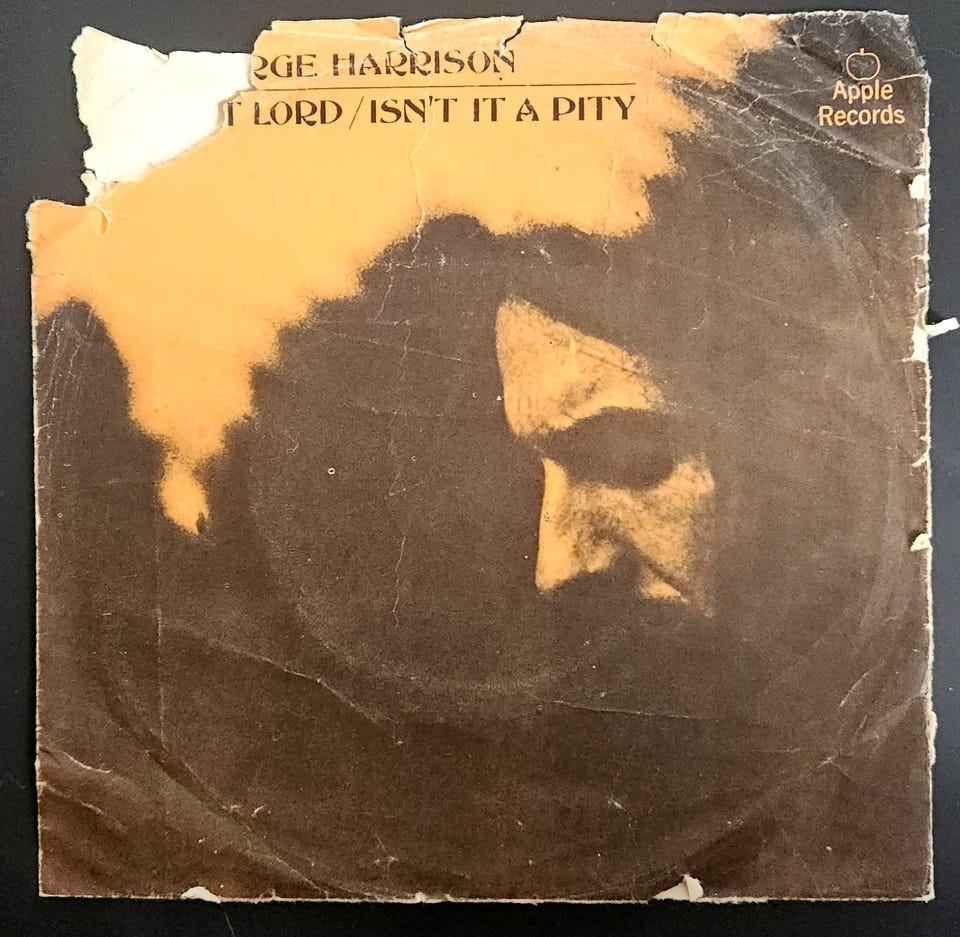 RGE HARRISON
T LORD / ISN'T IT A PITY
Apple
Records